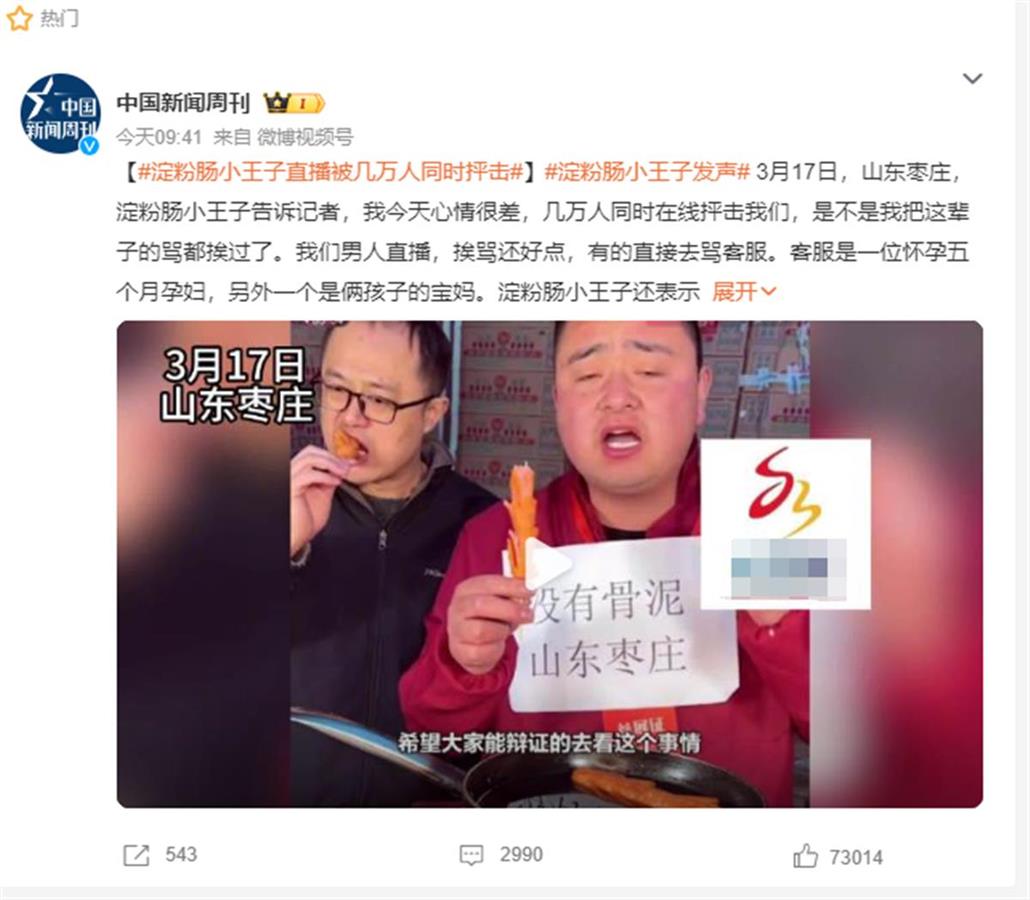 热门
中国新闻周刊
中国
新闻周刊
I
今天09:41 来自 微博视频号
【#淀粉肠小王子直播被几万人同时抨击#】#淀粉肠小王子发声# 3月17日，山东枣庄，
淀粉肠小王子告诉记者，我今天心情很差，几万人同时在线抨击我们，是不是我把这辈
子的骂都挨过了。我们男人直播，挨骂还好点，有的直接去骂客服。客服是一位怀孕五
个月孕妇，另外一个是俩孩子的宝妈。淀粉肠小王子还表示 展开
3月17日
山东枣庄
没有骨泥
山东枣庄
希望大家能辩证的去看这个事情
543
2990
73014